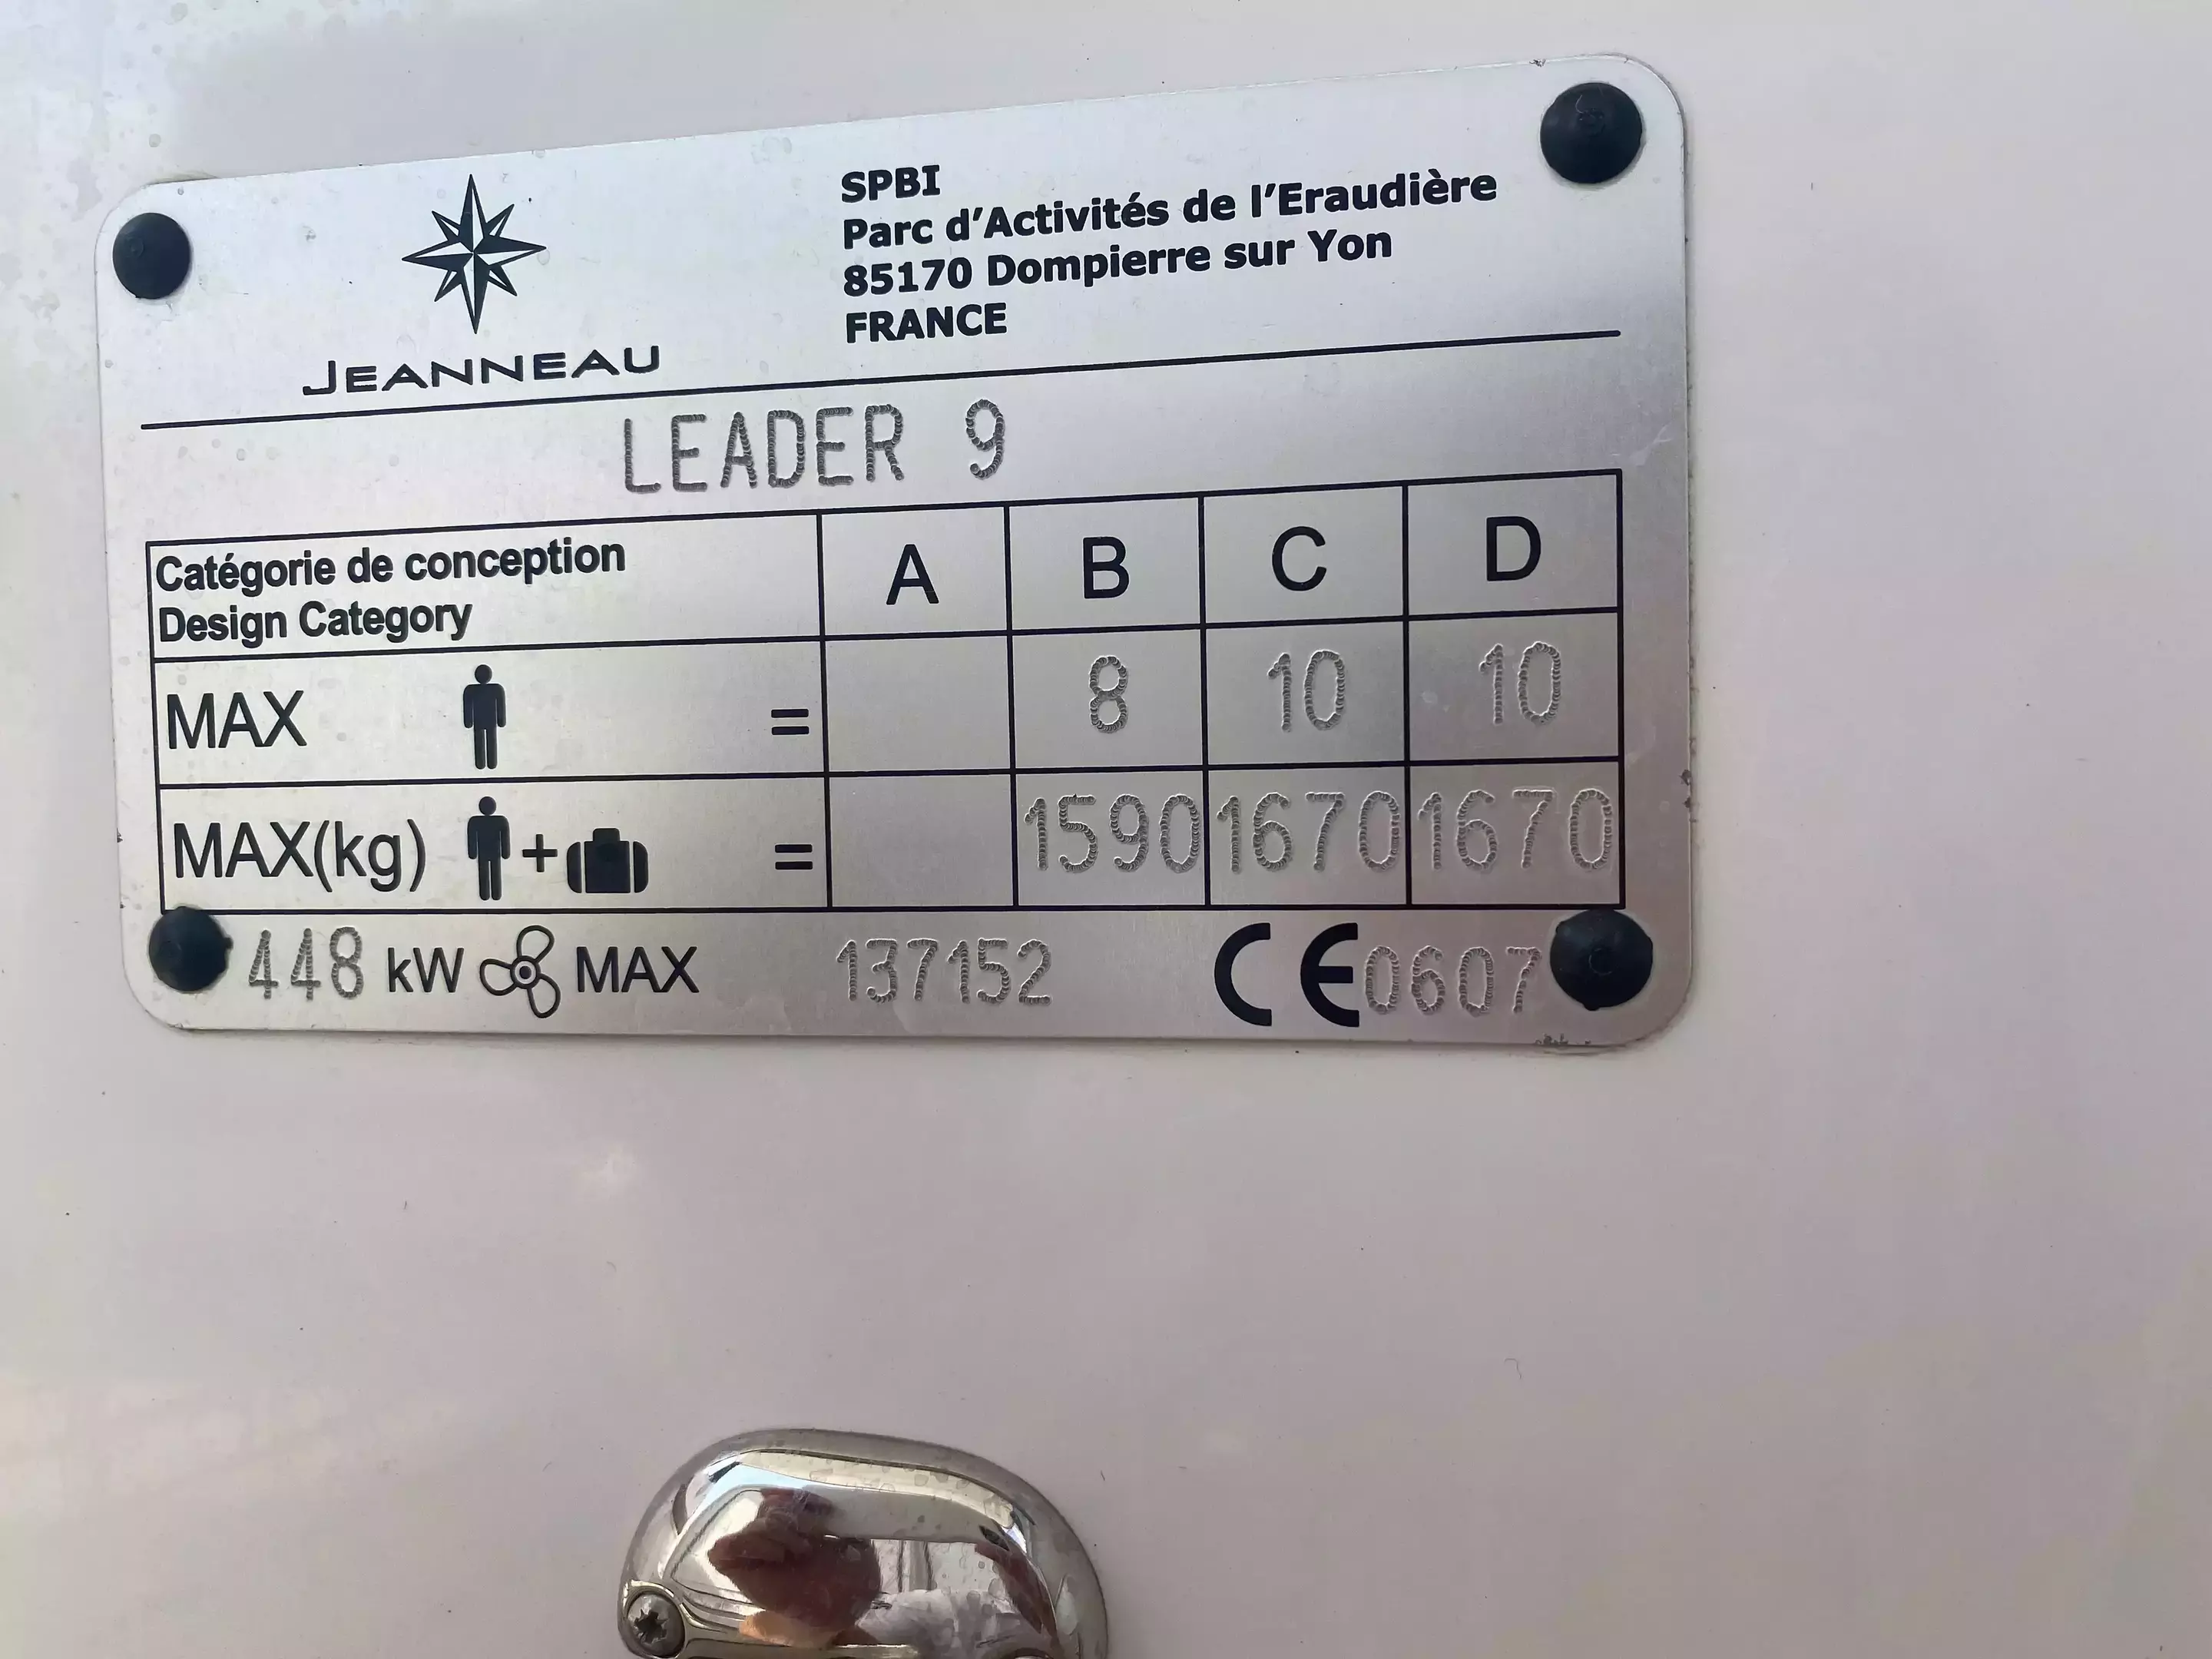 JEANNEAU
SPBI
Parc d'Activités de l'Eraudière
85170 Dompierre sur Yon
FRANCE
LEADER 9
Catégorie de conception
Design Category
A B C D
MAX = 8 10 10
MAX(kg) + = 1590 1670 1670
448 kW MAX 137152 CE 0607